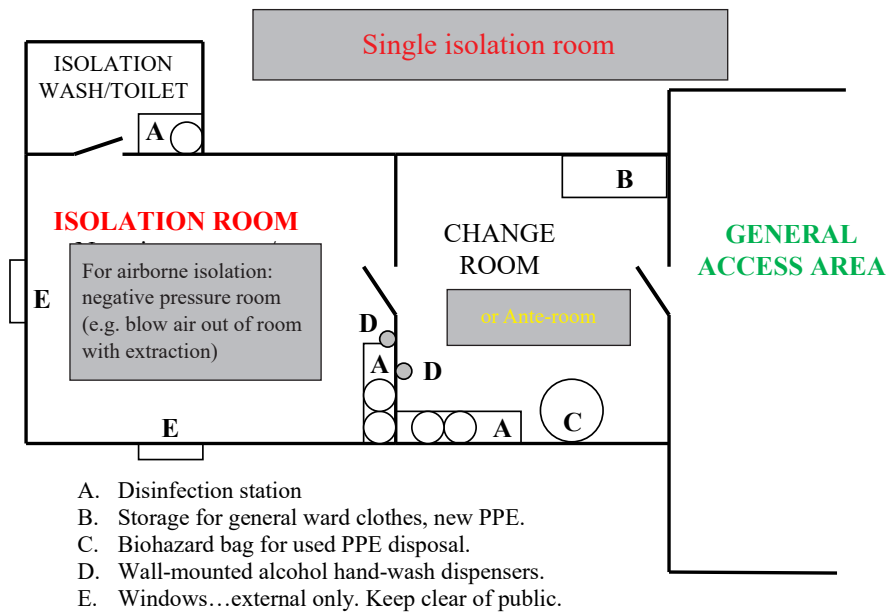 Single isolation room
ISOLATION
WASH/TOILET
A
B
ISOLATION ROOM
For airborne isolation:
negative pressure room
(e.g. blow air out of room
with extraction)
E
CHANGE
ROOM
or Ante-room
GENERAL
ACCESS AREA
D
A
D
E
A
C
A. Disinfection station
B. Storage for general ward clothes, new PPE.
C. Biohazard bag for used PPE disposal.
D. Wall-mounted alcohol hand-wash dispensers.
E. Windows…external only. Keep clear of public.